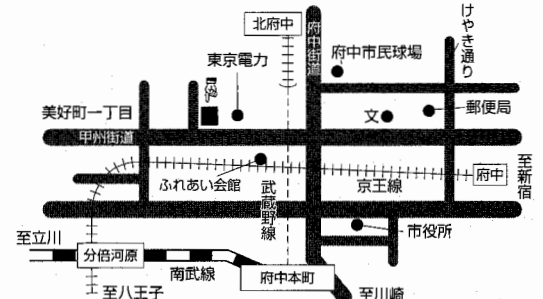 北府中
府中街道
けやき通り
東京電力
府中市民球場
美好町一丁目
文
郵便局
甲州街道
至新宿
ふれあい会館
武蔵野線
京王線
府中
市役所
至立川
分倍河原
南武線
府中本町
至八王子
至川崎